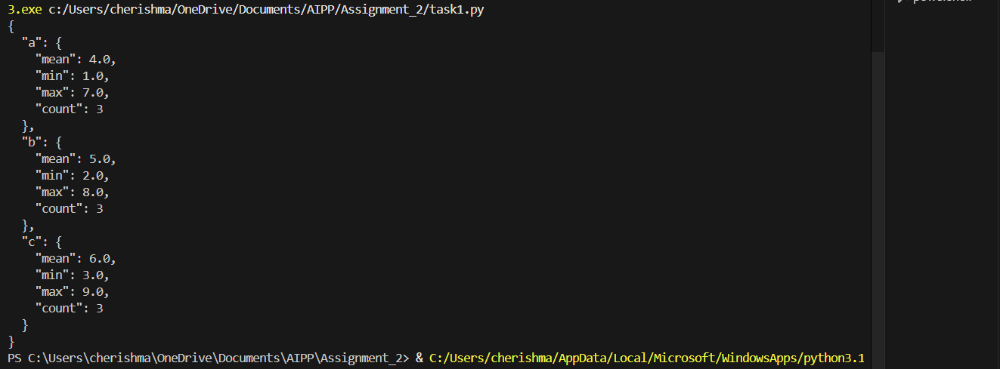 3.exe c:/Users/cherishma/OneDrive/Documents/AIPP/Assignment_2/task1.py
{
  "a": {
    "mean": 4.0,
    "min": 1.0,
    "max": 7.0,
    "count": 3
  },
  "b": {
    "mean": 5.0,
    "min": 2.0,
    "max": 8.0,
    "count": 3
  },
  "c": {
    "mean": 6.0,
    "min": 3.0,
    "max": 9.0,
    "count": 3
  }
}
PS C:\Users\cherishma\OneDrive\Documents\AIPP\Assignment_2> & C:/Users/cherishma/AppData/Local/Microsoft/WindowsApps/python3.1